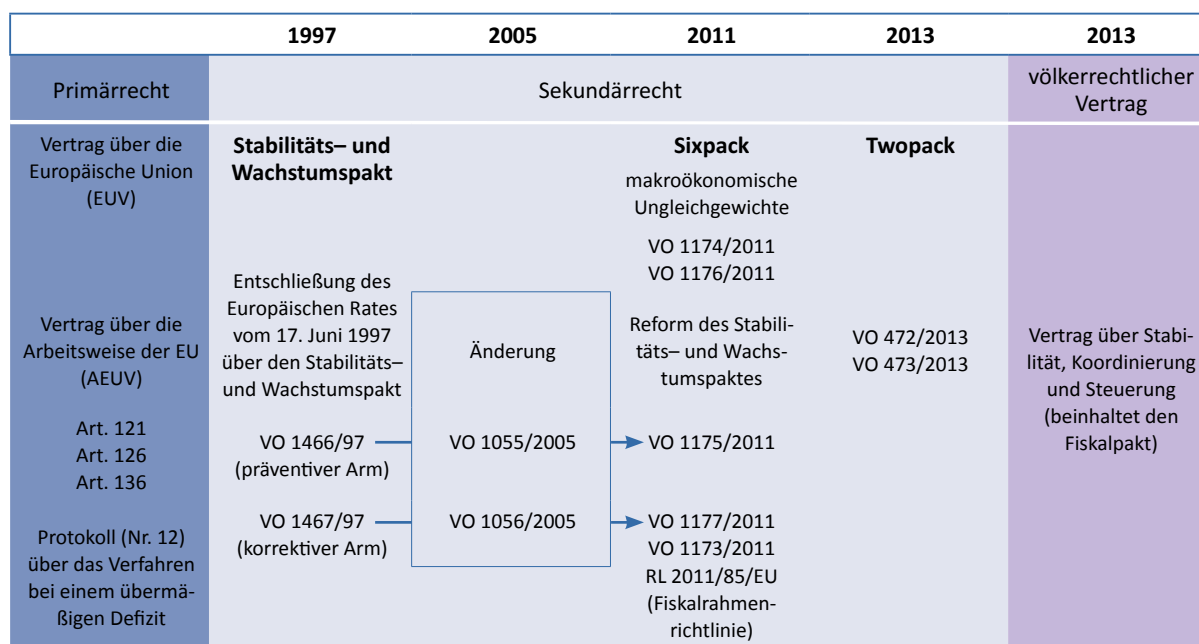 1997
2005
2011
2013
2013
Primärrecht
Sekundärrecht
völkerrechtlicher
Vertrag
Vertrag über die
Europäische Union
(EUV)
Vertrag über die
Arbeitsweise der EU
(AEUV)
Art. 121
Art. 126
Art. 136
Protokoll (Nr. 12)
über das Verfahren
bei einem übermä-
ßigen Defizit
Stabilitäts– und
Wachstumspakt
Entschließung des
Europäischen Rates
vom 17. Juni 1997
über den Stabilitäts–
und Wachstumspakt
VO 1466/97
(präventiver Arm)
VO 1467/97
(korrektiver Arm)
Änderung
VO 1055/2005
VO 1056/2005
Sixpack
makroökonomische
Ungleichgewichte
VO 1174/2011
VO 1176/2011
Reform des Stabili-
täts– und Wachs-
tumspaktes
VO 1175/2011
VO 1177/2011
VO 1173/2011
RL 2011/85/EU
(Fiskalrahmen-
richtlinie)
Twopack
VO 472/2013
VO 473/2013
Vertrag über Stabi-
lität, Koordinierung
und Steuerung
(beinhaltet den
Fiskalpakt)